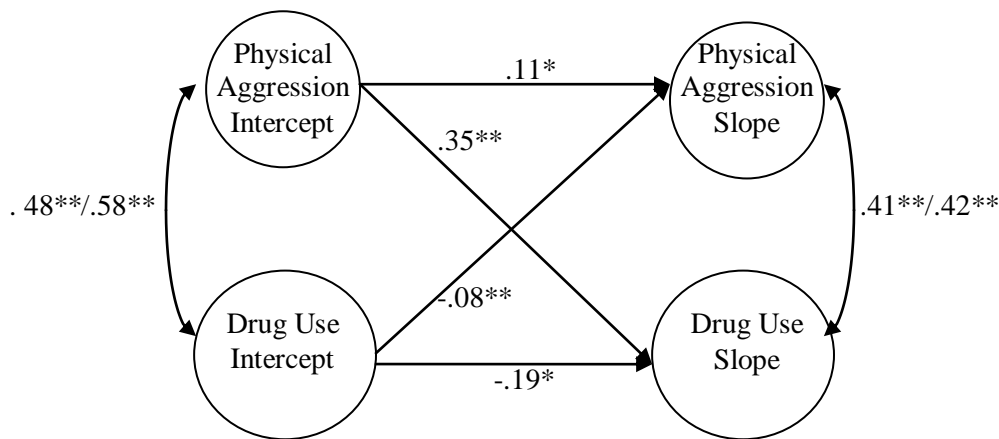 Physical
Aggression
Intercept
Physical
Aggression
Slope
.11*
.35**
. 48**/.58**
.41**/.42**
-.08**
Drug Use
Intercept
Drug Use
Slope
-.19*